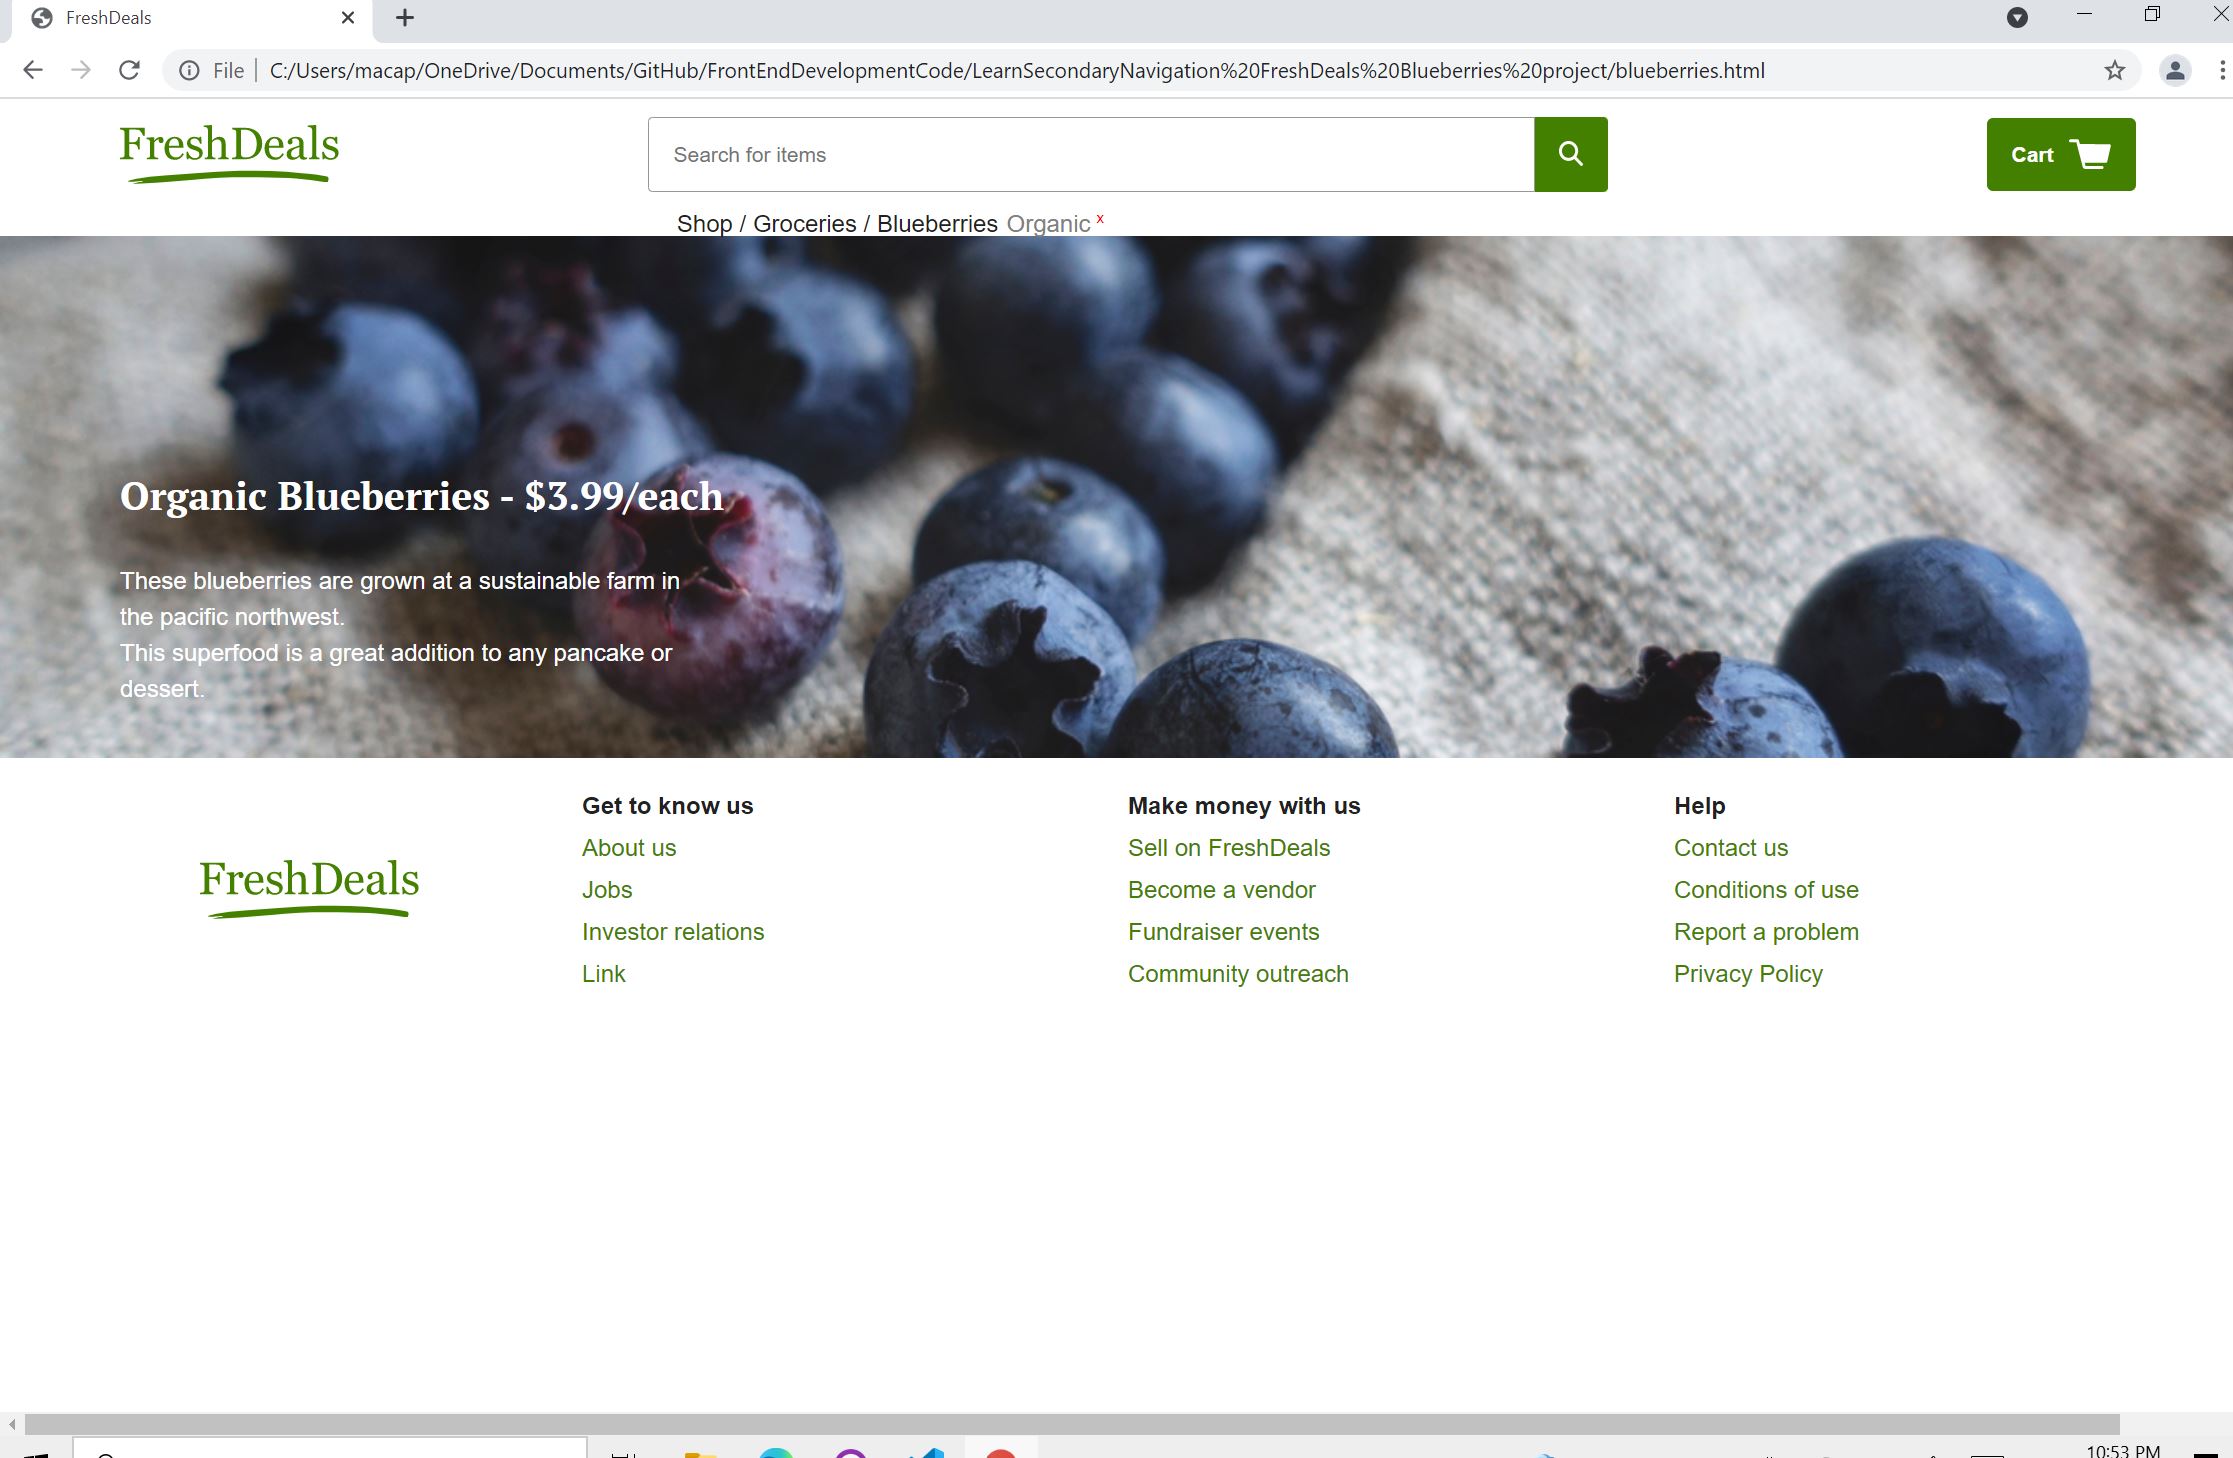 FreshDeals
File
C:/Users/macap/OneDrive/Documents/GitHub/FrontEndDevelopmentCode/LearnSecondaryNavigation%20FreshDeals%20Blueberries%20project/blueberries.html
FreshDeals
Search for items
Cart
Shop / Groceries / Blueberries Organic x
Organic Blueberries - $3.99/each
These blueberries are grown at a sustainable farm in
the pacific northwest.
This superfood is a great addition to any pancake or
dessert.
FreshDeals
Get to know us
About us
Jobs
Investor relations
Link
Make money with us
Sell on FreshDeals
Become a vendor
Fundraiser events
Community outreach
Help
Contact us
Conditions of use
Report a problem
Privacy Policy
10:53 PM